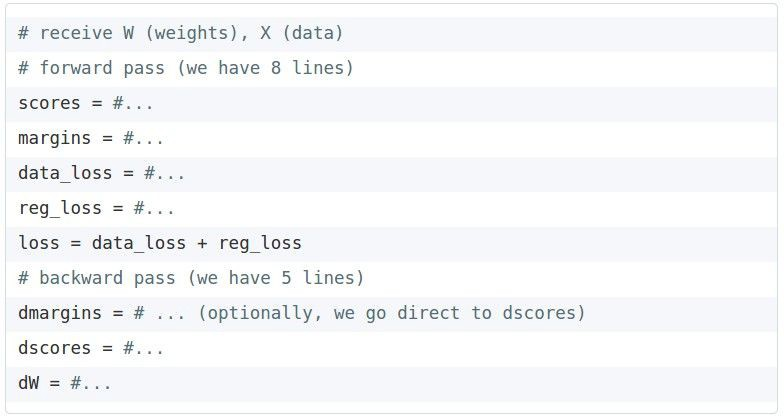 # receive W (weights), X (data)
# forward pass (we have 8 lines)
scores = #...
margins = #...
data_loss = #...
reg_loss = #...
loss = data_loss + reg_loss
# backward pass (we have 5 lines)
dmargins = # ... (optionally, we go direct to dscores)
dscores = #...
dW = #...